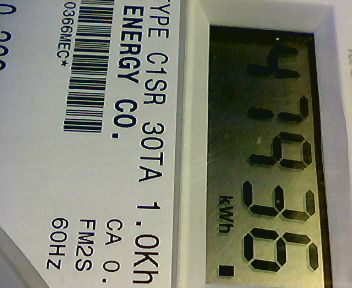 47936
kWh
TYPE C1SR 30TA 1.0Kh
ENERGY CO.
CA 0.
FM2S
60HZ
0366MEC*